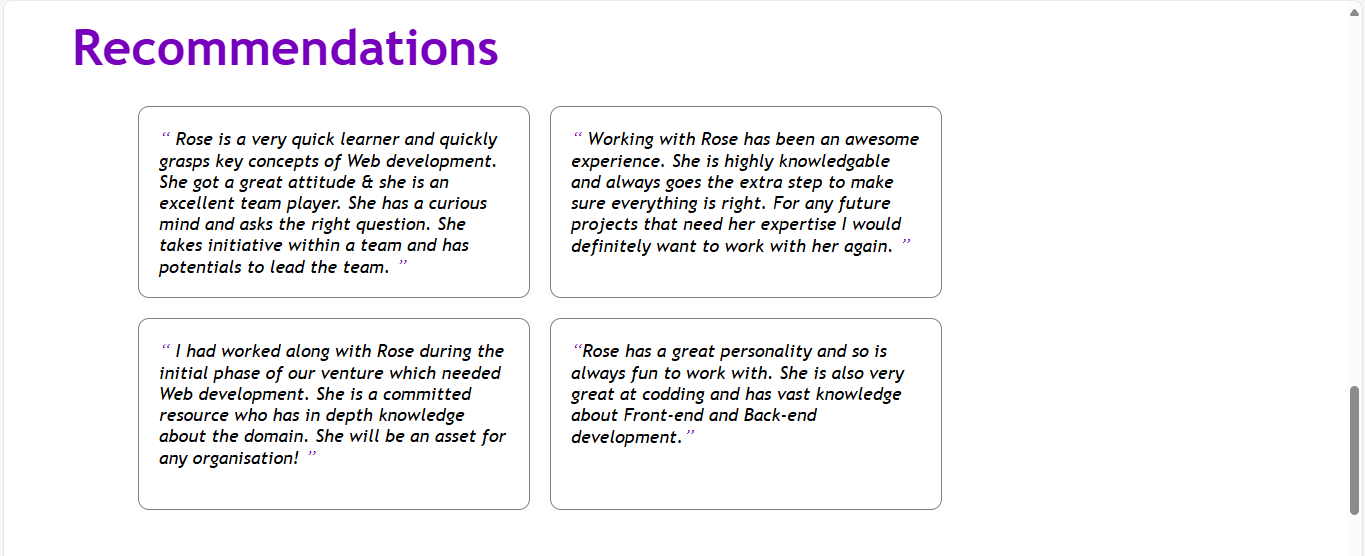 Recommendations
“ Rose is a very quick learner and quickly
grasps key concepts of Web development.
She got a great attitude & she is an
excellent team player. She has a curious
mind and asks the right question. She
takes initiative within a team and has
potentials to lead the team. ”
“ Working with Rose has been an awesome
experience. She is highly knowledgable
and always goes the extra step to make
sure everything is right. For any future
projects that need her expertise I would
definitely want to work with her again. ”
“ I had worked along with Rose during the
initial phase of our venture which needed
Web development. She is a committed
resource who has in depth knowledge
about the domain. She will be an asset for
any organisation! ”
“Rose has a great personality and so is
always fun to work with. She is also very
great at codding and has vast knowledge
about Front-end and Back-end
development.”